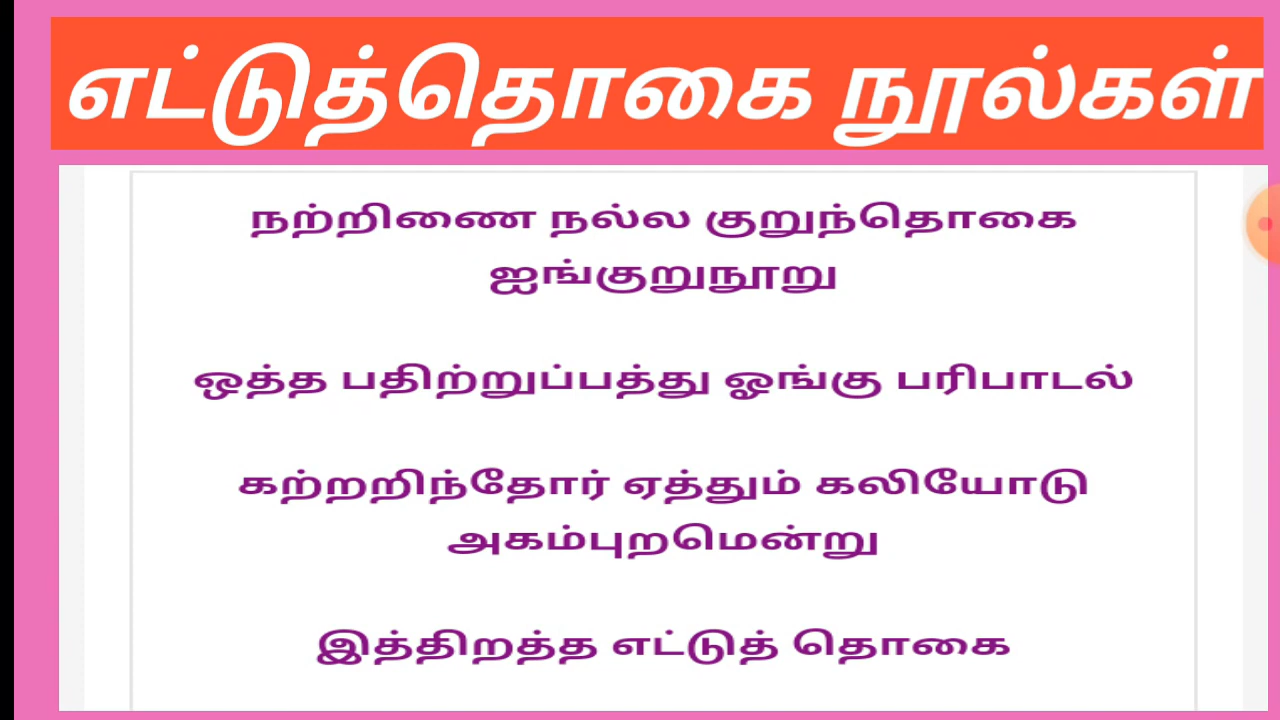 எட்டுத்தொகை நூல்கள்
நற்றிணை நல்ல குறுந்தொகை
ஐங்குறுநூறு
ஒத்த பதிற்றுப்பத்து ஓங்கு பரிபாடல்
கற்றறிந்தோர் ஏத்தும் கலியோடு
அகம்புறமென்று
இத்திறத்த எட்டுத் தொகை